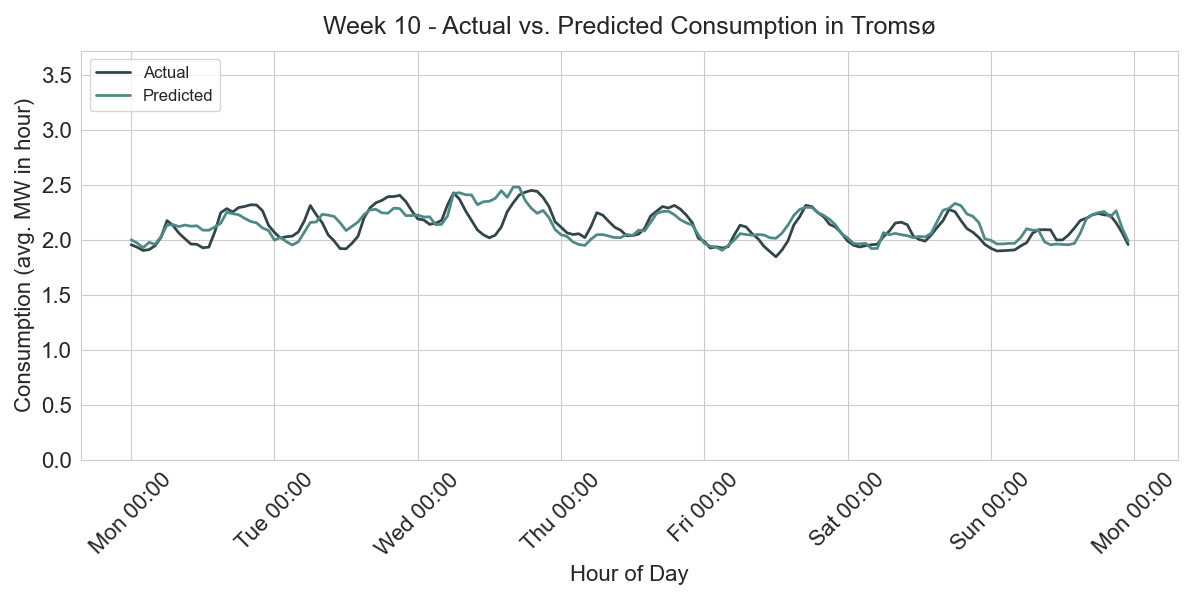 Week 10 - Actual vs. Predicted Consumption in Tromsø
Actual
Predicted
Consumption (avg. MW in hour)
3.5
3.0
2.5
2.0
1.5
1.0
0.5
0.0
Mon 00:00
Tue 00:00
Wed 00:00
Thu 00:00
Fri 00:00
Sat 00:00
Sun 00:00
Mon 00:00
Hour of Day